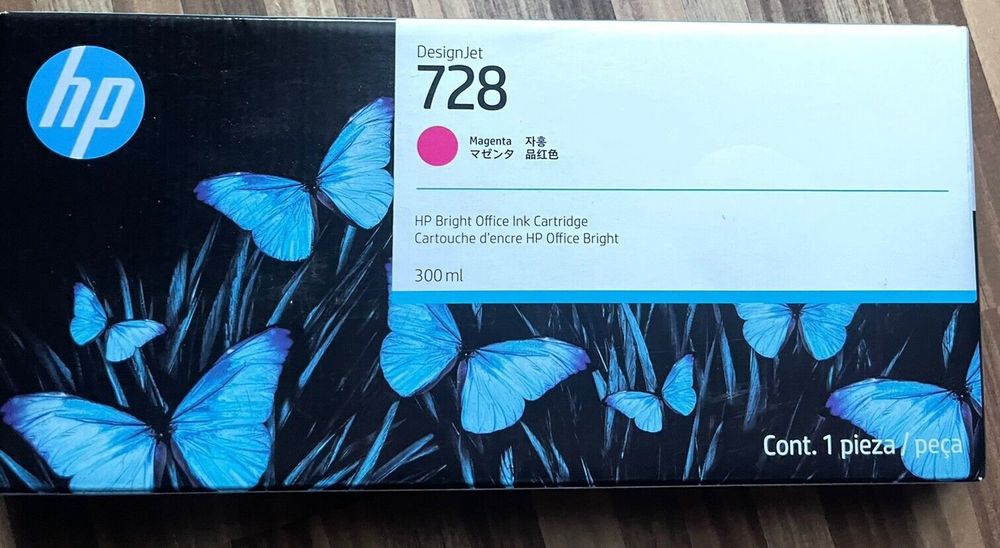 hp
DesignJet
728
Magenta 자홍
マゼンタ 品红色
HP Bright Office Ink Cartridge
Cartouche d'encre HP Office Bright
300 ml
Cont. 1 pieza / peça